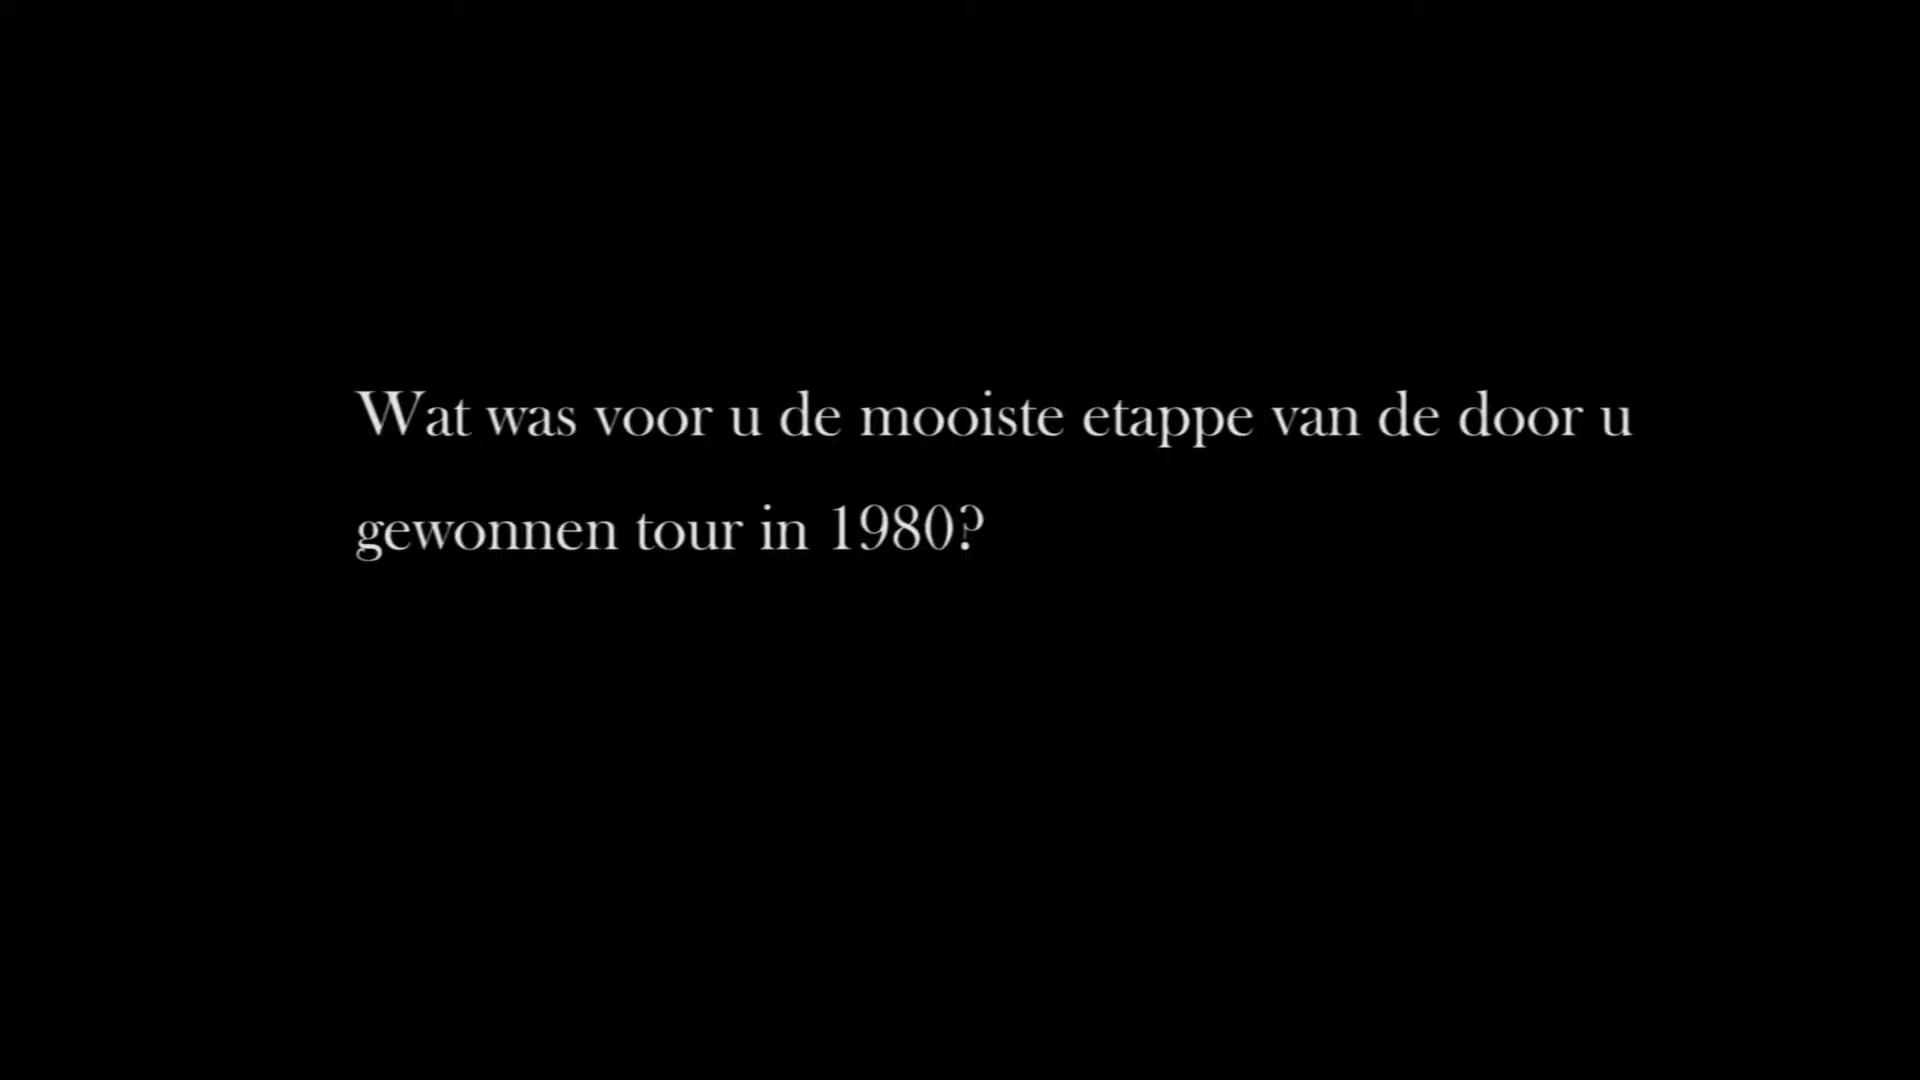 Wat was voor u de mooiste etappe van de door u
gewonnen tour in 1980?